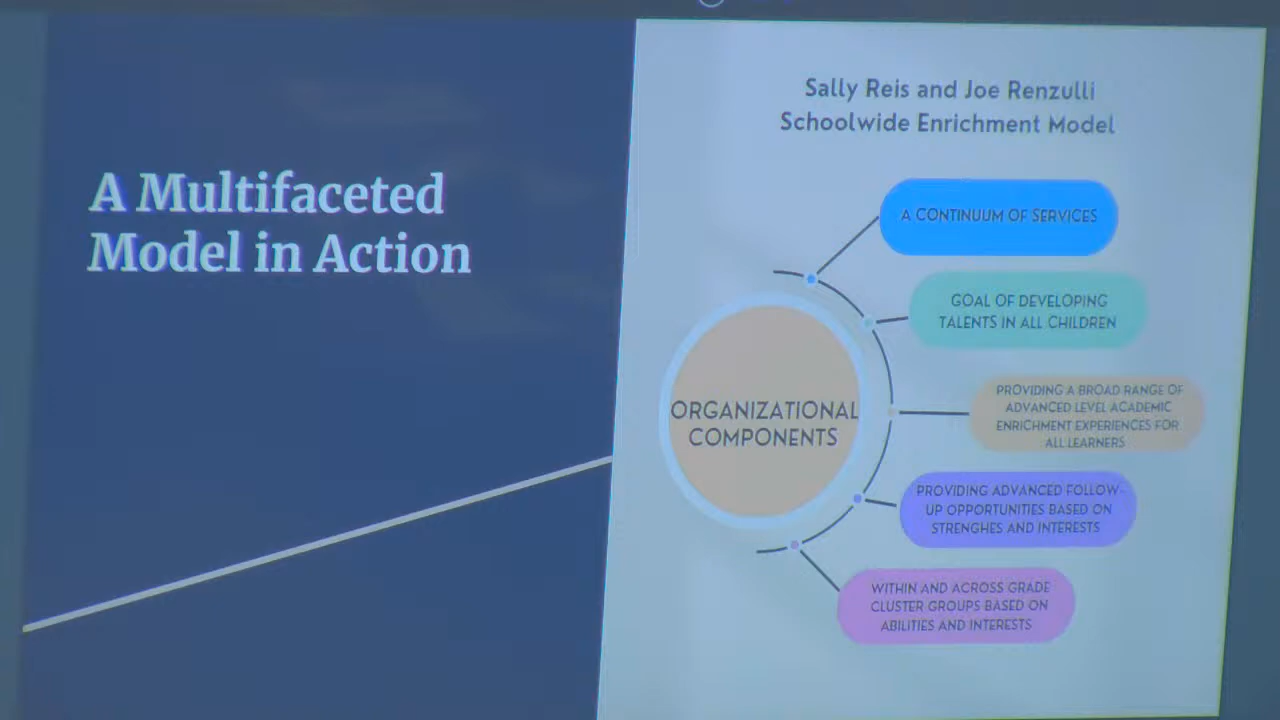 A Multifaceted
Model in Action
Sally Reis and Joe Renzulli
Schoolwide Enrichment Model
A CONTINUUM OF SERVICES
GOAL OF DEVELOPING
TALENTS IN ALL CHILDREN
PROVIDING A BROAD RANGE OF
ADVANCED LEVEL ACADEMIC
ENRICHMENT EXPERIENCES FOR
ALL LEARNERS
ORGANIZATIONAL
COMPONENTS
PROVIDING ADVANCED FOLLOW-
UP OPPORTUNITIES BASED ON
STRENGHES AND INTERESTS
WITHIN AND ACROSS GRADE
CLUSTER GROUPS BASED ON
ABILITIES AND INTERESTS